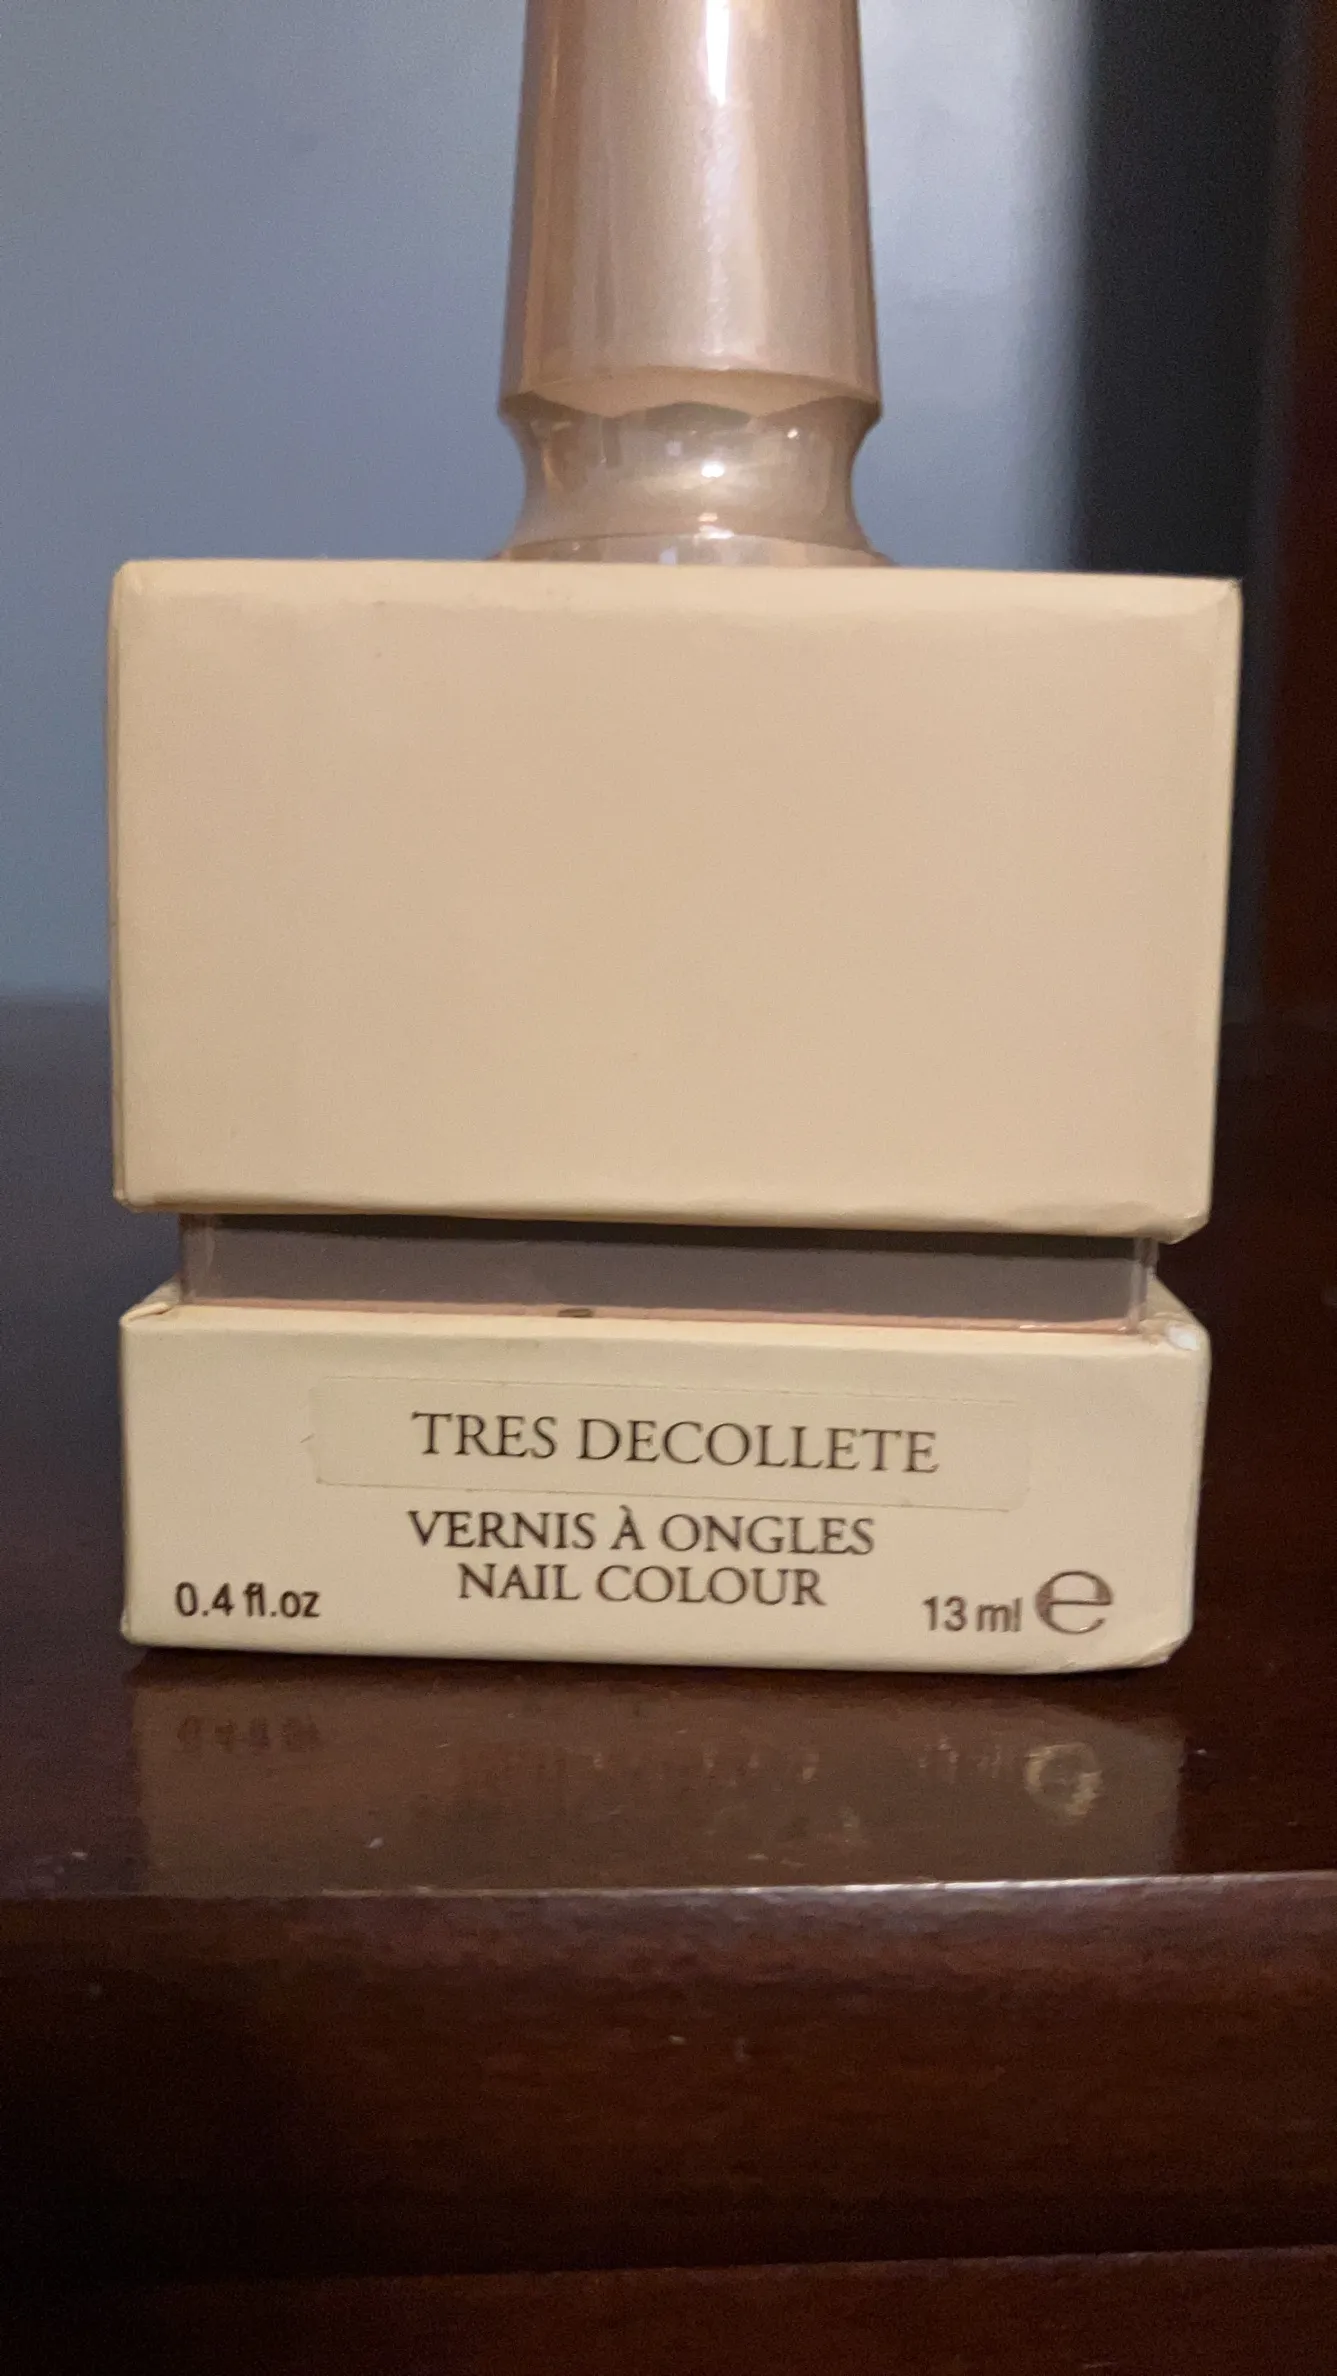 TRES DECOLLETE
VERNIS À ONGLES
NAIL COLOUR
0.4 fl.oz
13 ml e